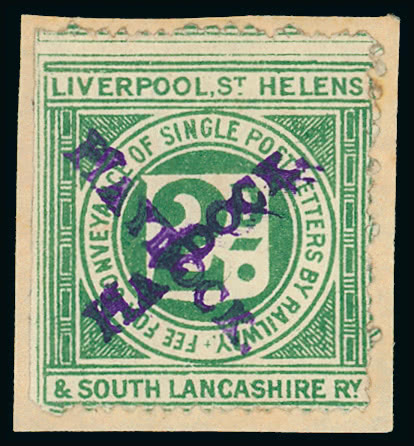 LIVERPOOL, ST HELENS
FEE FOR CONVEYANCE OF SINGLE POST LETTERS BY RAILWAY
2D
HAYDOCK
HAYDOCK
& SOUTH LANCASHIRE RY.